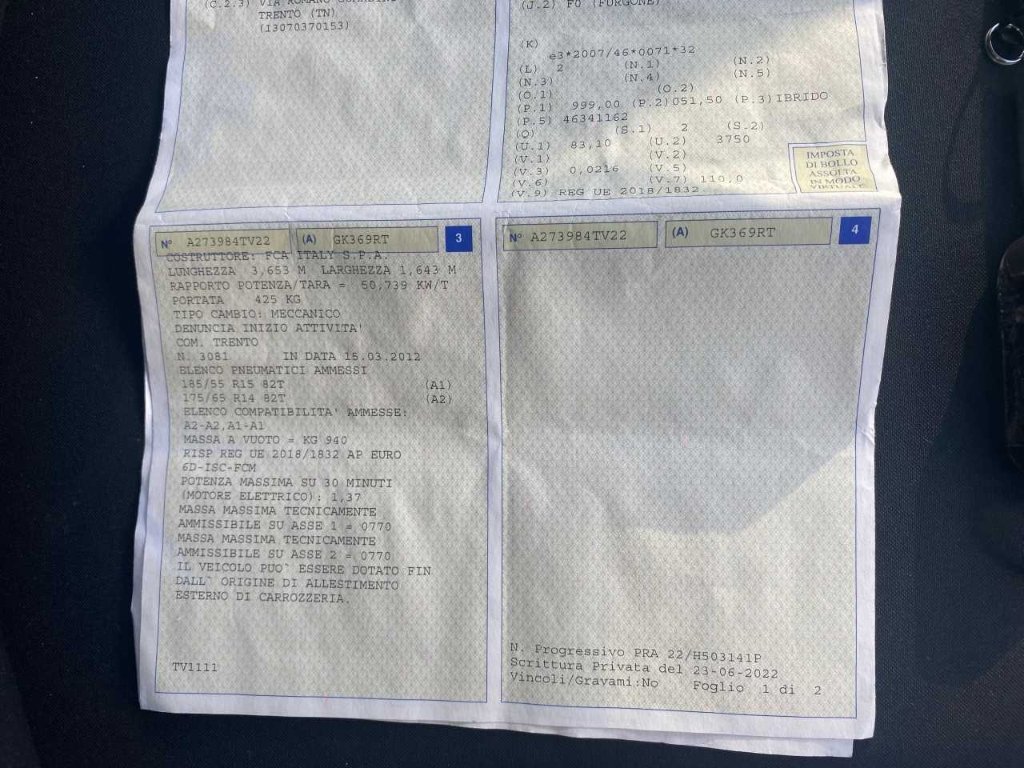 (C.2.3) VIA ROMANO
TRENTO (TN)
(13070370153)
(J.2) F0 (FURGONE)
(K)
e3*2007/46*0071*32
(L) 2 (N.1) (N.2)
(N.3) (N.4) (N.5)
(O.1) (O.2)
(P.1) 999,00 (P.2)051,50 (P.3)IBRIDO
(P.5) 46341162
(Q) (S.1) 2 (S.2)
(U.1) 83,10 (U.2) 3750
(V.1) (V.2)
(V.3) 0,0216 (V.5)
(V.6) (V.7) 110,0
(V.9) REG UE 2018/1832
IMPOSTA
DI BOLLO
ASSOLTA
IN MODO
VIRTUALE
N° A273984TV22 (A) GK369RT 3
COSTRUTTORE: FCA ITALY S.P.A.
LUNGHEZZA 3,653 M LARGHEZZA 1,643 M
RAPPORTO POTENZA/TARA = 50,739 KW/T
PORTATA 425 KG
TIPO CAMBIO: MECCANICO
DENUNCIA INIZIO ATTIVITA'
COM. TRENTO
N. 3081 IN DATA 15.03.2012
ELENCO PNEUMATICI AMMESSI
185/55 R15 82T (A1)
175/65 R14 82T (A2)
ELENCO COMPATIBILITA' AMMESSE:
A2-A2,A1-A1
MASSA A VUOTO = KG 940
RISP REG UE 2018/1832 AP EURO
6D-ISC-FCM
POTENZA MASSIMA SU 30 MINUTI
(MOTORE ELETTRICO): 1,37
MASSA MASSIMA TECNICAMENTE
AMMISSIBILE SU ASSE 1 = 0770
MASSA MASSIMA TECNICAMENTE
AMMISSIBILE SU ASSE 2 = 0770
IL VEICOLO PUO` ESSERE DOTATO FIN
DALL` ORIGINE DI ALLESTIMENTO
ESTERNO DI CARROZZERIA.
TV1111
N° A273984TV22 (A) GK369RT 4
N. Progressivo PRA 22/H503141P
Scrittura Privata del 23-06-2022
Vincoli/Gravami:No Foglio 1 di 2